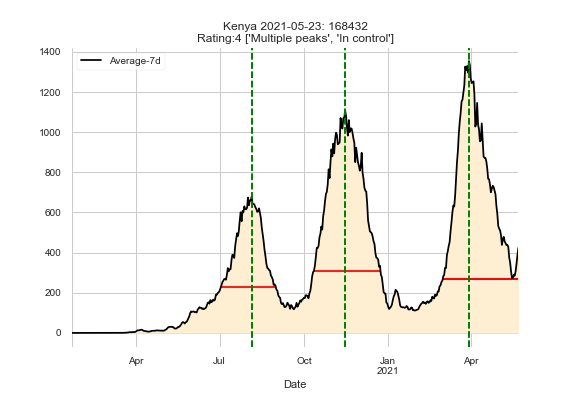 Kenya 2021-05-23: 168432
Rating:4 ['Multiple peaks', 'In control']
1400
Average-7d
1200
1000
800
600
400
200
0
Apr Jul Oct Jan Apr
2021
Date